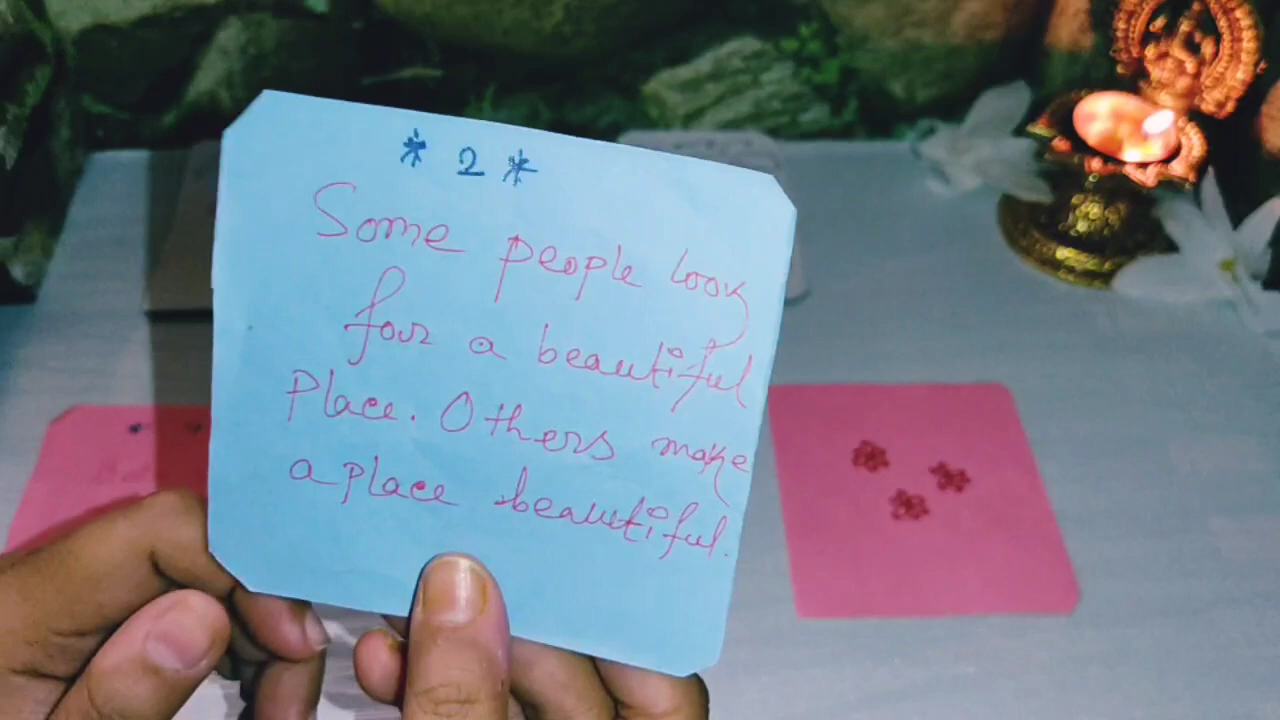 * 2 *
Some people look
for a beautiful
Place. Others make
a place beautiful.